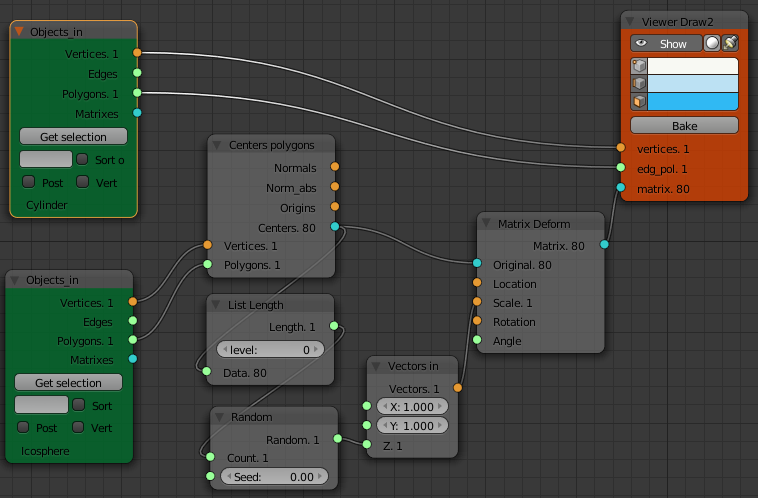 Objects_in
Vertices. 1
Edges
Polygons. 1
Matrixes
Get selection
Sort o
Post
Vert
Cylinder
Objects_in
Vertices. 1
Edges
Polygons. 1
Matrixes
Get selection
Sort
Post
Vert
Icosphere
Centers polygons
Normals
Norm_abs
Origins
Centers. 80
Vertices. 1
Polygons. 1
List Length
Length. 1
level: 0
Data. 80
Random
Random. 1
Count. 1
Seed: 0.00
Vectors in
Vectors. 1
X: 1.000
Y: 1.000
Z. 1
Matrix Deform
Matrix. 80
Original. 80
Location
Scale. 1
Rotation
Angle
Viewer Draw2
Show
Bake
vertices. 1
edg_pol. 1
matrix. 80